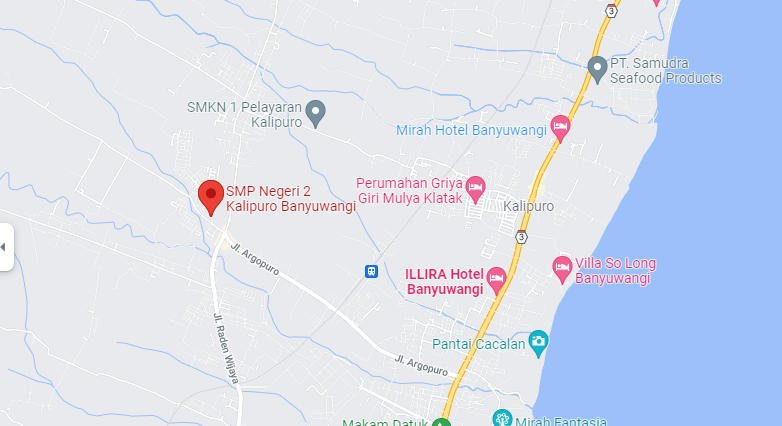 3
PT. Samudra
Seafood Products
SMKN 1 Pelayaran
Kalipuro
Mirah Hotel Banyuwangi
Perumahan Griya
Giri Mulya Klatak
SMP Negeri 2
Kalipuro Banyuwangi
Kalipuro
3
Jl. Argopuro
ILLIRA Hotel
Banyuwangi
Villa So Long
Banyuwangi
Jl. Raden Wijaya
Pantai Cacalan
Jl. Argopuro
Makam Datuk
Mirah Fantasia